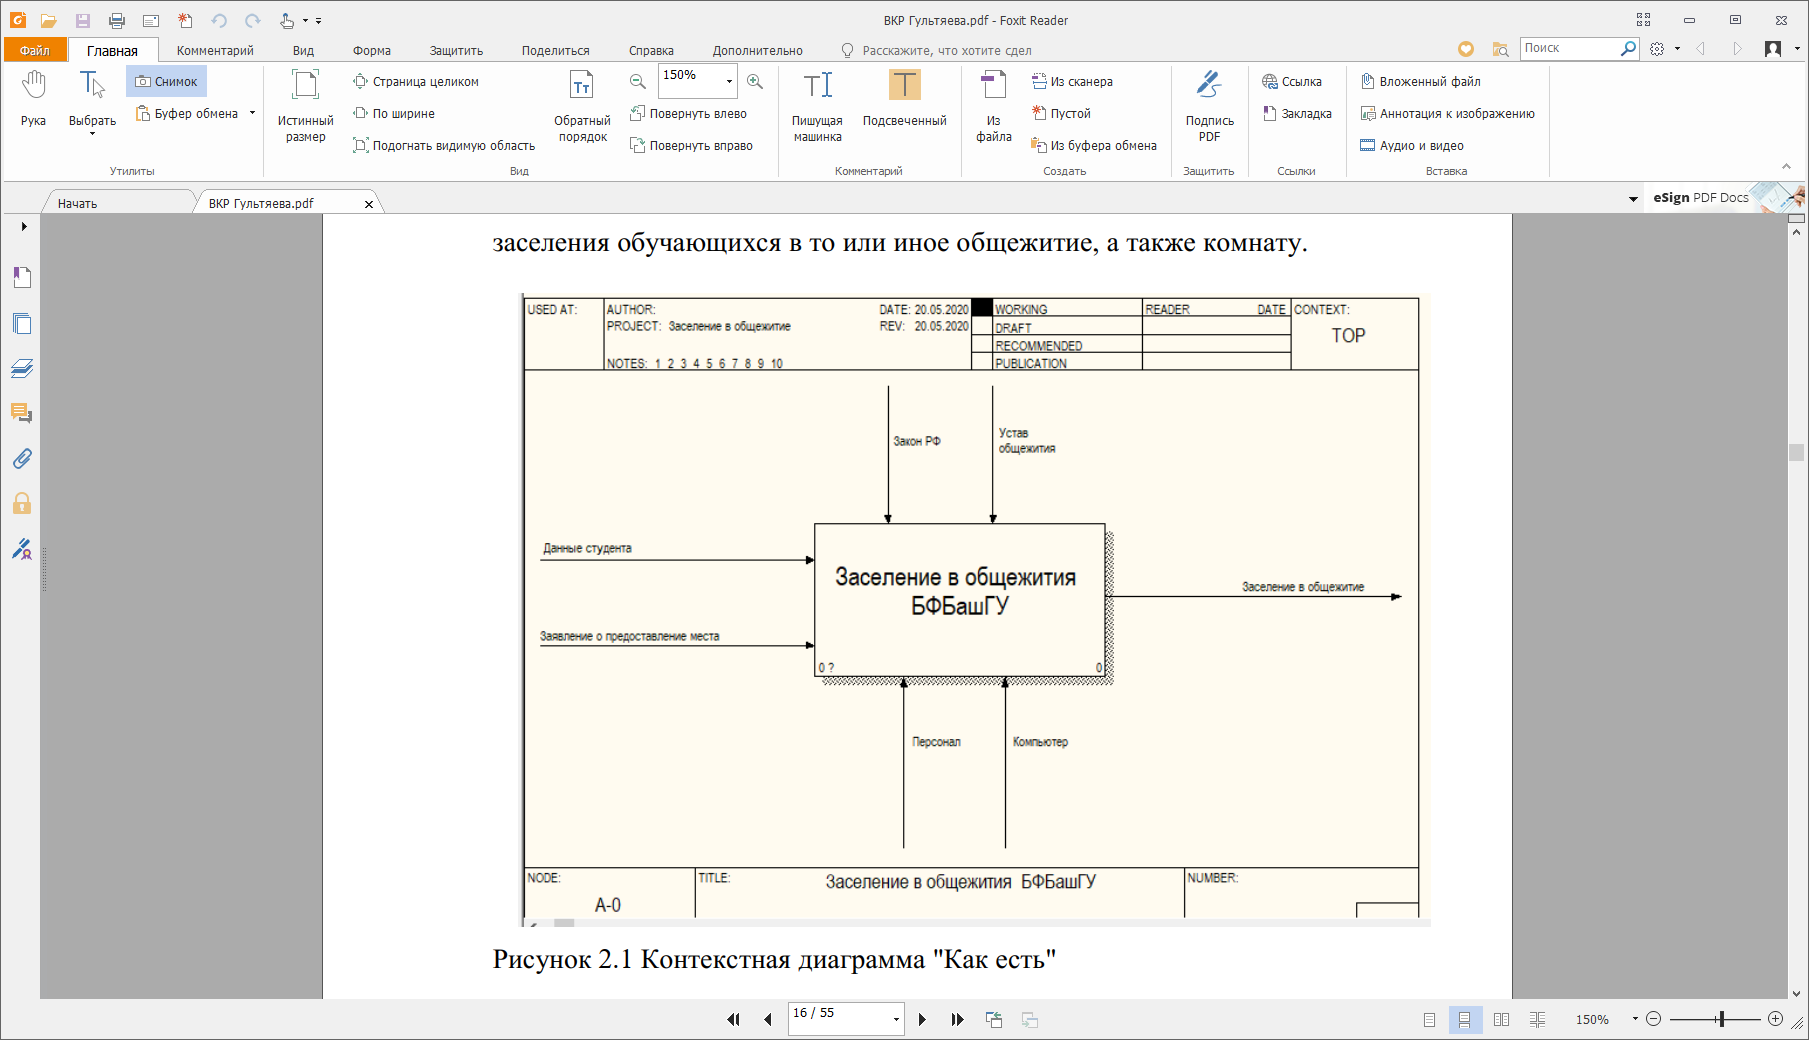 ВКР Гультяева.pdf - Foxit Reader
Файл Главная Комментарий Вид Форма Защитить Поделиться Справка Дополнительно Расскажите, что хотите сдел Поиск
Рука
Выбрать
Снимок
Буфер обмена
Утилиты
Истинный
размер
Страница целиком
По ширине
Подогнать видимую область
Обратный
порядок
150%
Повернуть влево
Повернуть вправо
Вид
Пишущая
машинка
Подсвеченный
Комментарий
Из
файла
Из сканера
Пустой
Из буфера обмена
Создать
Подпись
PDF
Защитить
Ссылка
Закладка
Ссылки
Вложенный файл
Аннотация к изображению
Аудио и видео
Вставка
Начать ВКР Гультяева.pdf eSign PDF Docs
заселения обучающихся в то или иное общежитие, а также комнату.
USED AT: AUTHOR: DATE: 20.05.2020 WORKING READER DATE CONTEXT:
PROJECT: Заселение в общежитие REV: 20.05.2020 DRAFT
TOP
RECOMMENDED
NOTES: 1 2 3 4 5 6 7 8 9 10 PUBLICATION
Закон РФ
Устав
общежития
Данные студента
Заявление о предоставление места
Заселение в общежития
БФБашГУ
0 ? 0
Заселение в общежитие
Персонал Компьютер
NODE: TITLE: Заселение в общежития БФБашГУ NUMBER:
A-0
Рисунок 2.1 Контекстная диаграмма "Как есть"
16 / 55 150%